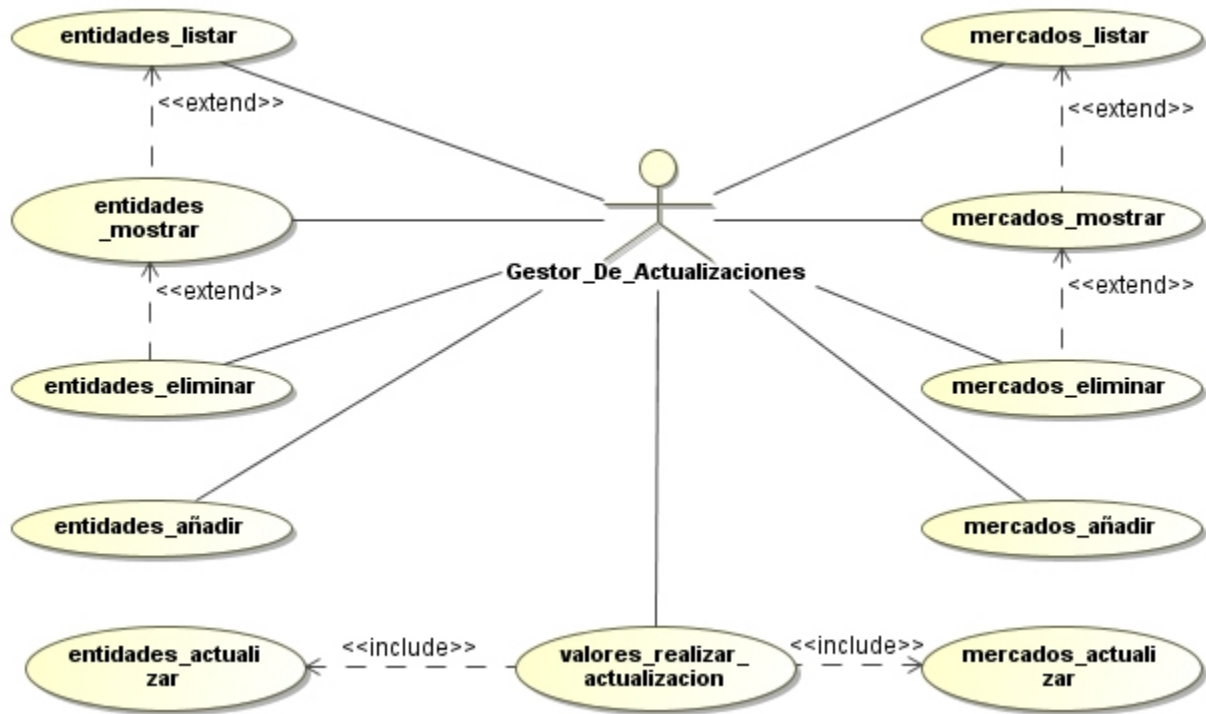 entidades_listar
mercados_listar
<<extend>>
<<extend>>
entidades
_mostrar
mercados_mostrar
Gestor_De_Actualizaciones
<<extend>>
<<extend>>
entidades_eliminar
mercados_eliminar
entidades_añadir
mercados_añadir
entidades_actuali
zar
<<include>>
valores_realizar_
actualizacion
<<include>>
mercados_actuali
zar